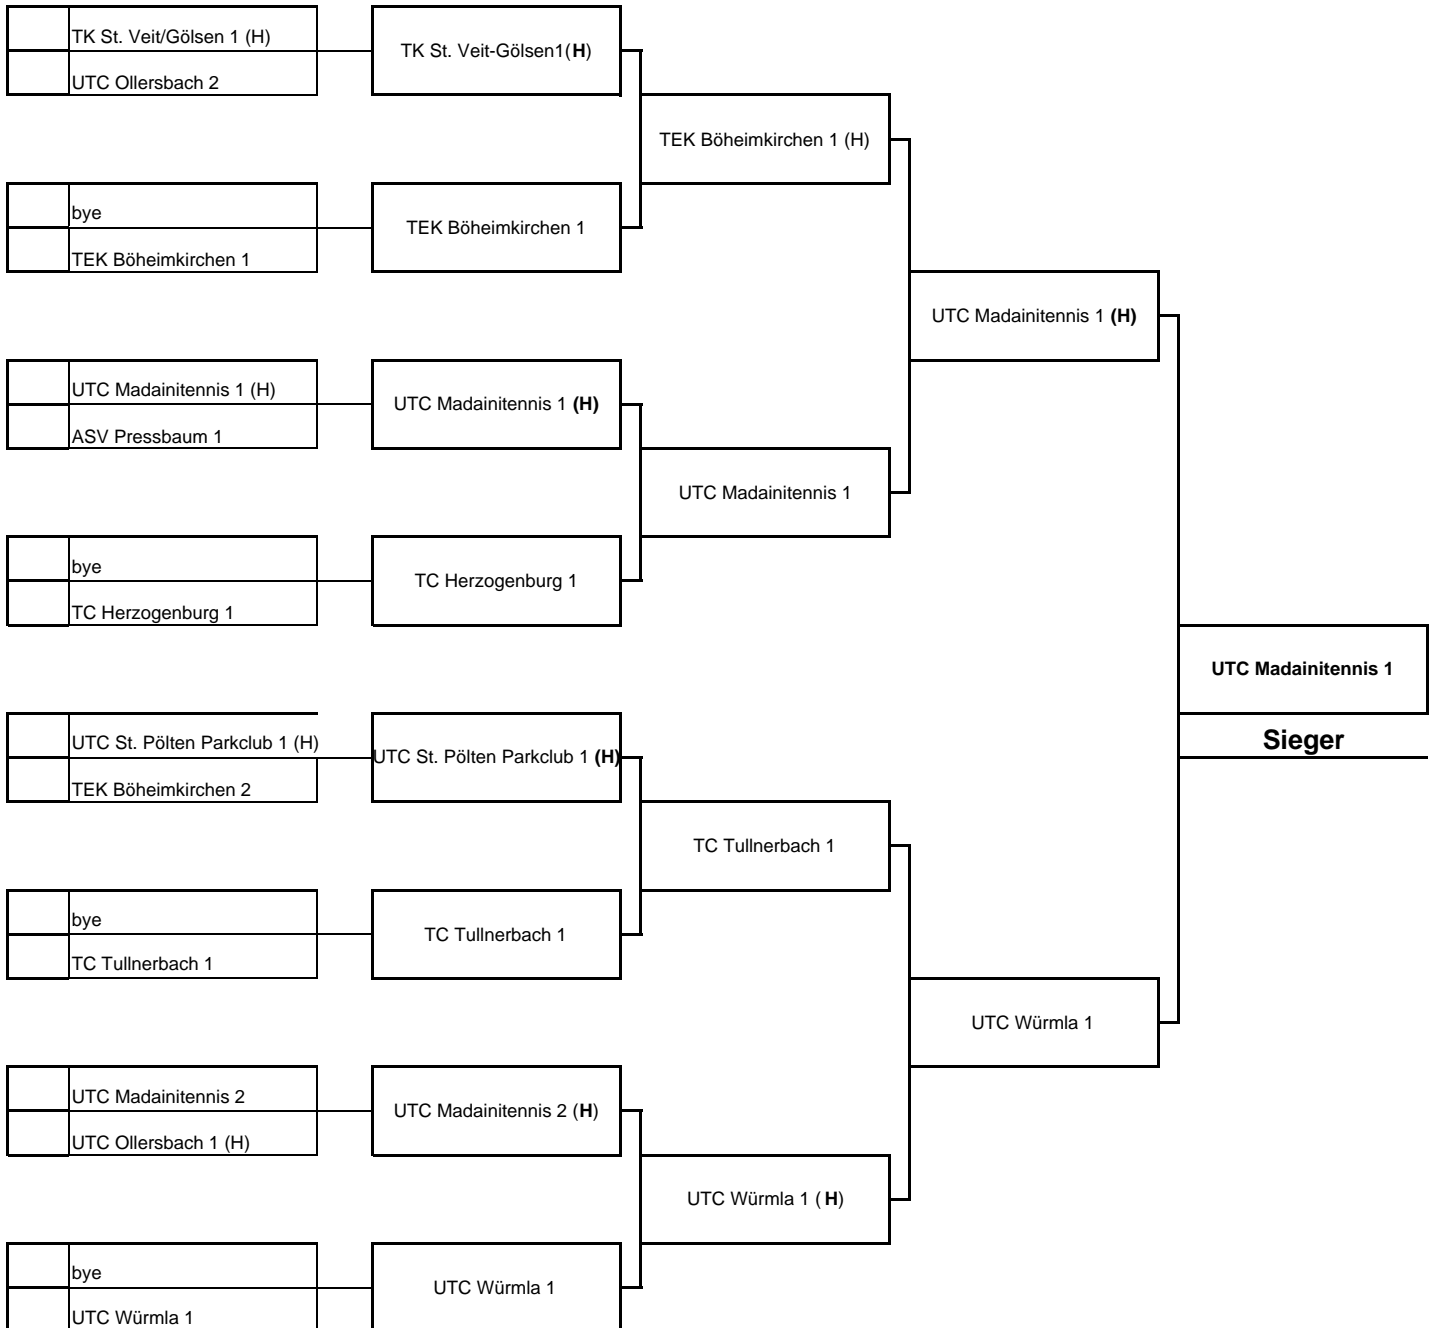 TK St. Veit/Gölsen 1 (H)
UTC Ollersbach 2
bye
TEK Böheimkirchen 1
UTC Madainitennis 1 (H)
ASV Pressbaum 1
bye
TC Herzogenburg 1
UTC St. Pölten Parkclub 1 (H)
TEK Böheimkirchen 2
bye
TC Tullnerbach 1
UTC Madainitennis 2
UTC Ollersbach 1 (H)
bye
UTC Würmla 1
TK St. Veit-Gölsen1(H)
TEK Böheimkirchen 1
UTC Madainitennis 1 (H)
TC Herzogenburg 1
UTC St. Pölten Parkclub 1 (H)
TC Tullnerbach 1
UTC Madainitennis 2 (H)
UTC Würmla 1
TEK Böheimkirchen 1 (H)
UTC Madainitennis 1
TC Tullnerbach 1
UTC Würmla 1 ( H)
UTC Madainitennis 1 (H)
UTC Würmla 1
UTC Madainitennis 1
Sieger